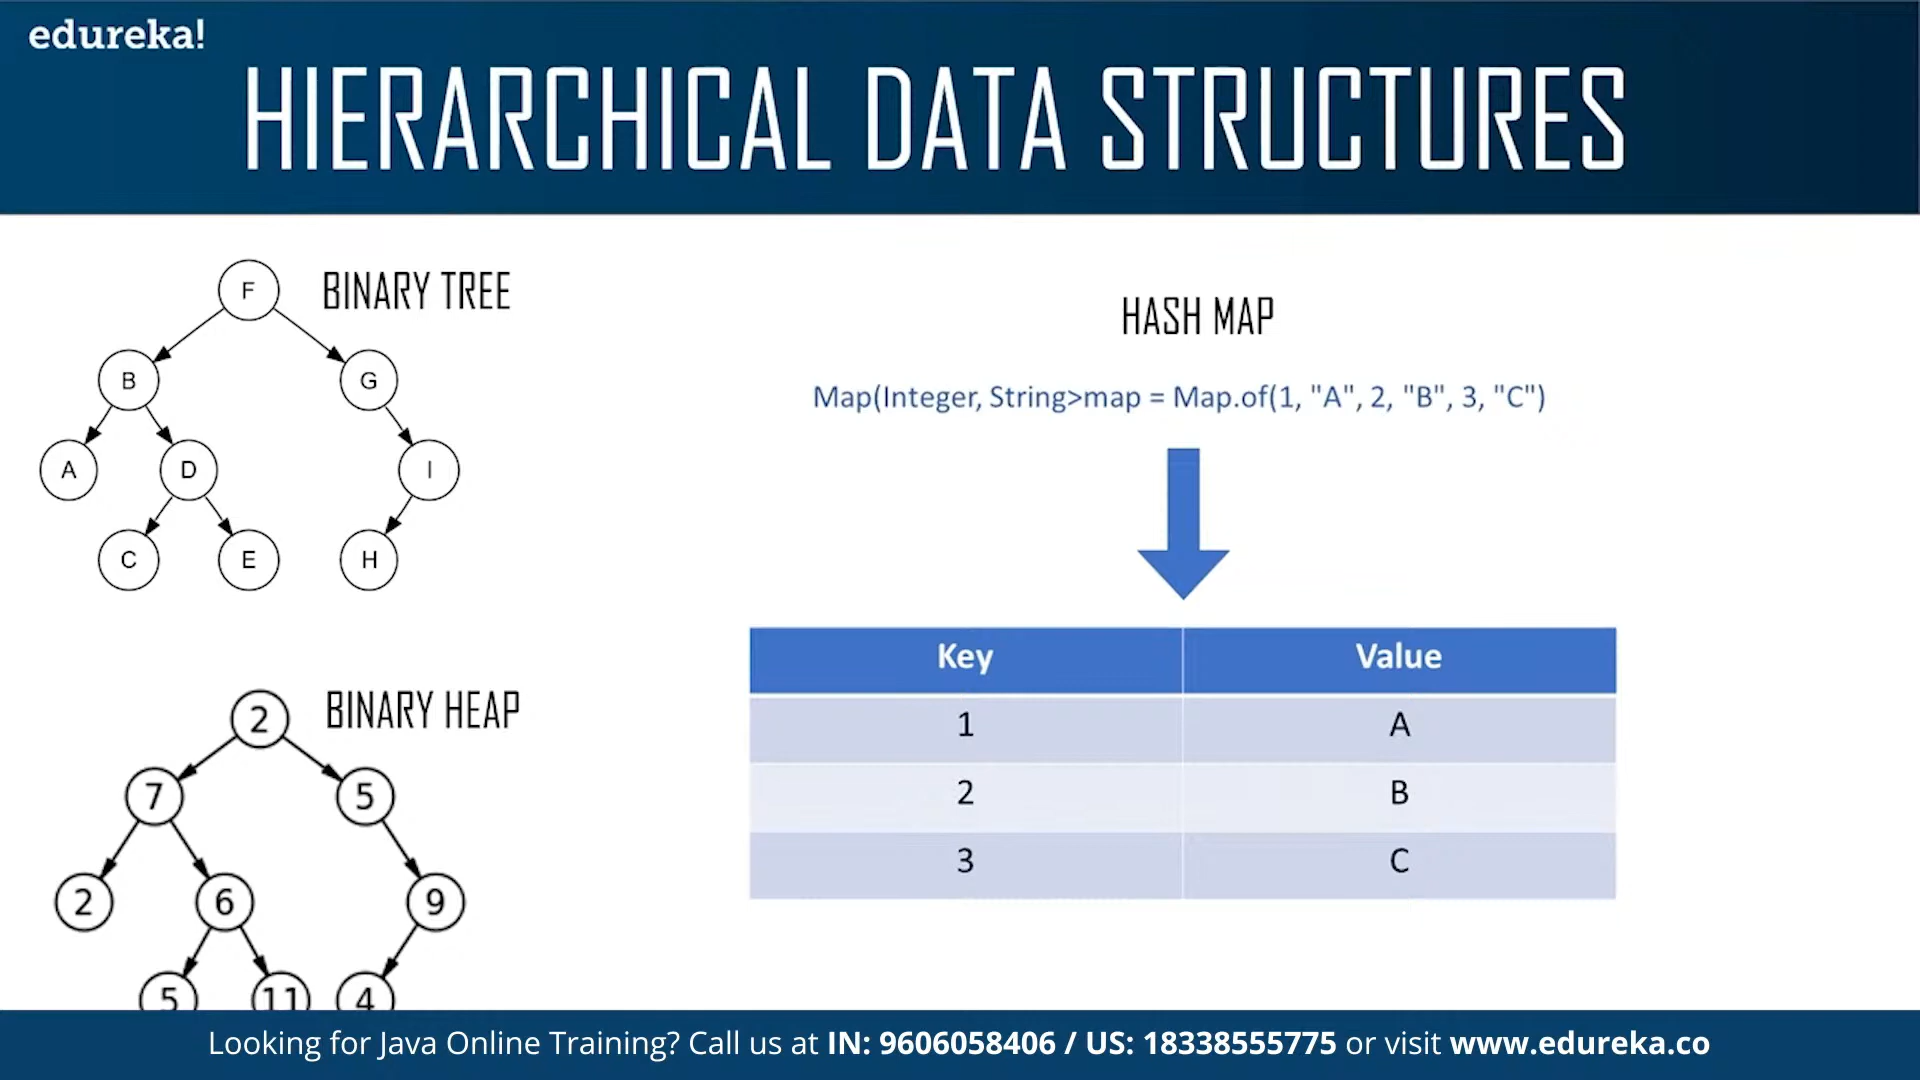 edureka!
HIERARCHICAL DATA STRUCTURES
BINARY TREE
F
B
G
A
D
I
C
E
H
BINARY HEAP
2
7
5
2
6
9
5
11
4
HASH MAP
Map(Integer, String>map = Map.of(1, "A", 2, "B", 3, "C")
Key Value
1 A
2 B
3 C
Looking for Java Online Training? Call us at IN: 9606058406 / US: 18338555775 or visit www.edureka.co